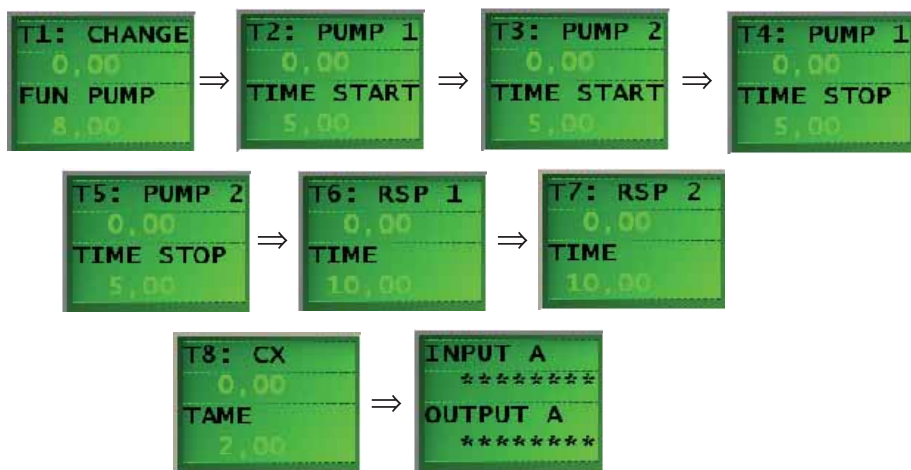 T1: CHANGE
0,00
FUN PUMP
8,00
⇒
T2: PUMP 1
0,00
TIME START
5,00
⇒
T3: PUMP 2
0,00
TIME START
5,00
⇒
T4: PUMP 1
0,00
TIME STOP
5,00
T5: PUMP 2
0,00
TIME STOP
5,00
⇒
T6: RSP 1
0,00
TIME
10,00
⇒
T7: RSP 2
0,00
TIME
10,00
T8: CX
0,00
TAME
2,00
⇒
INPUT A
********
OUTPUT A
********